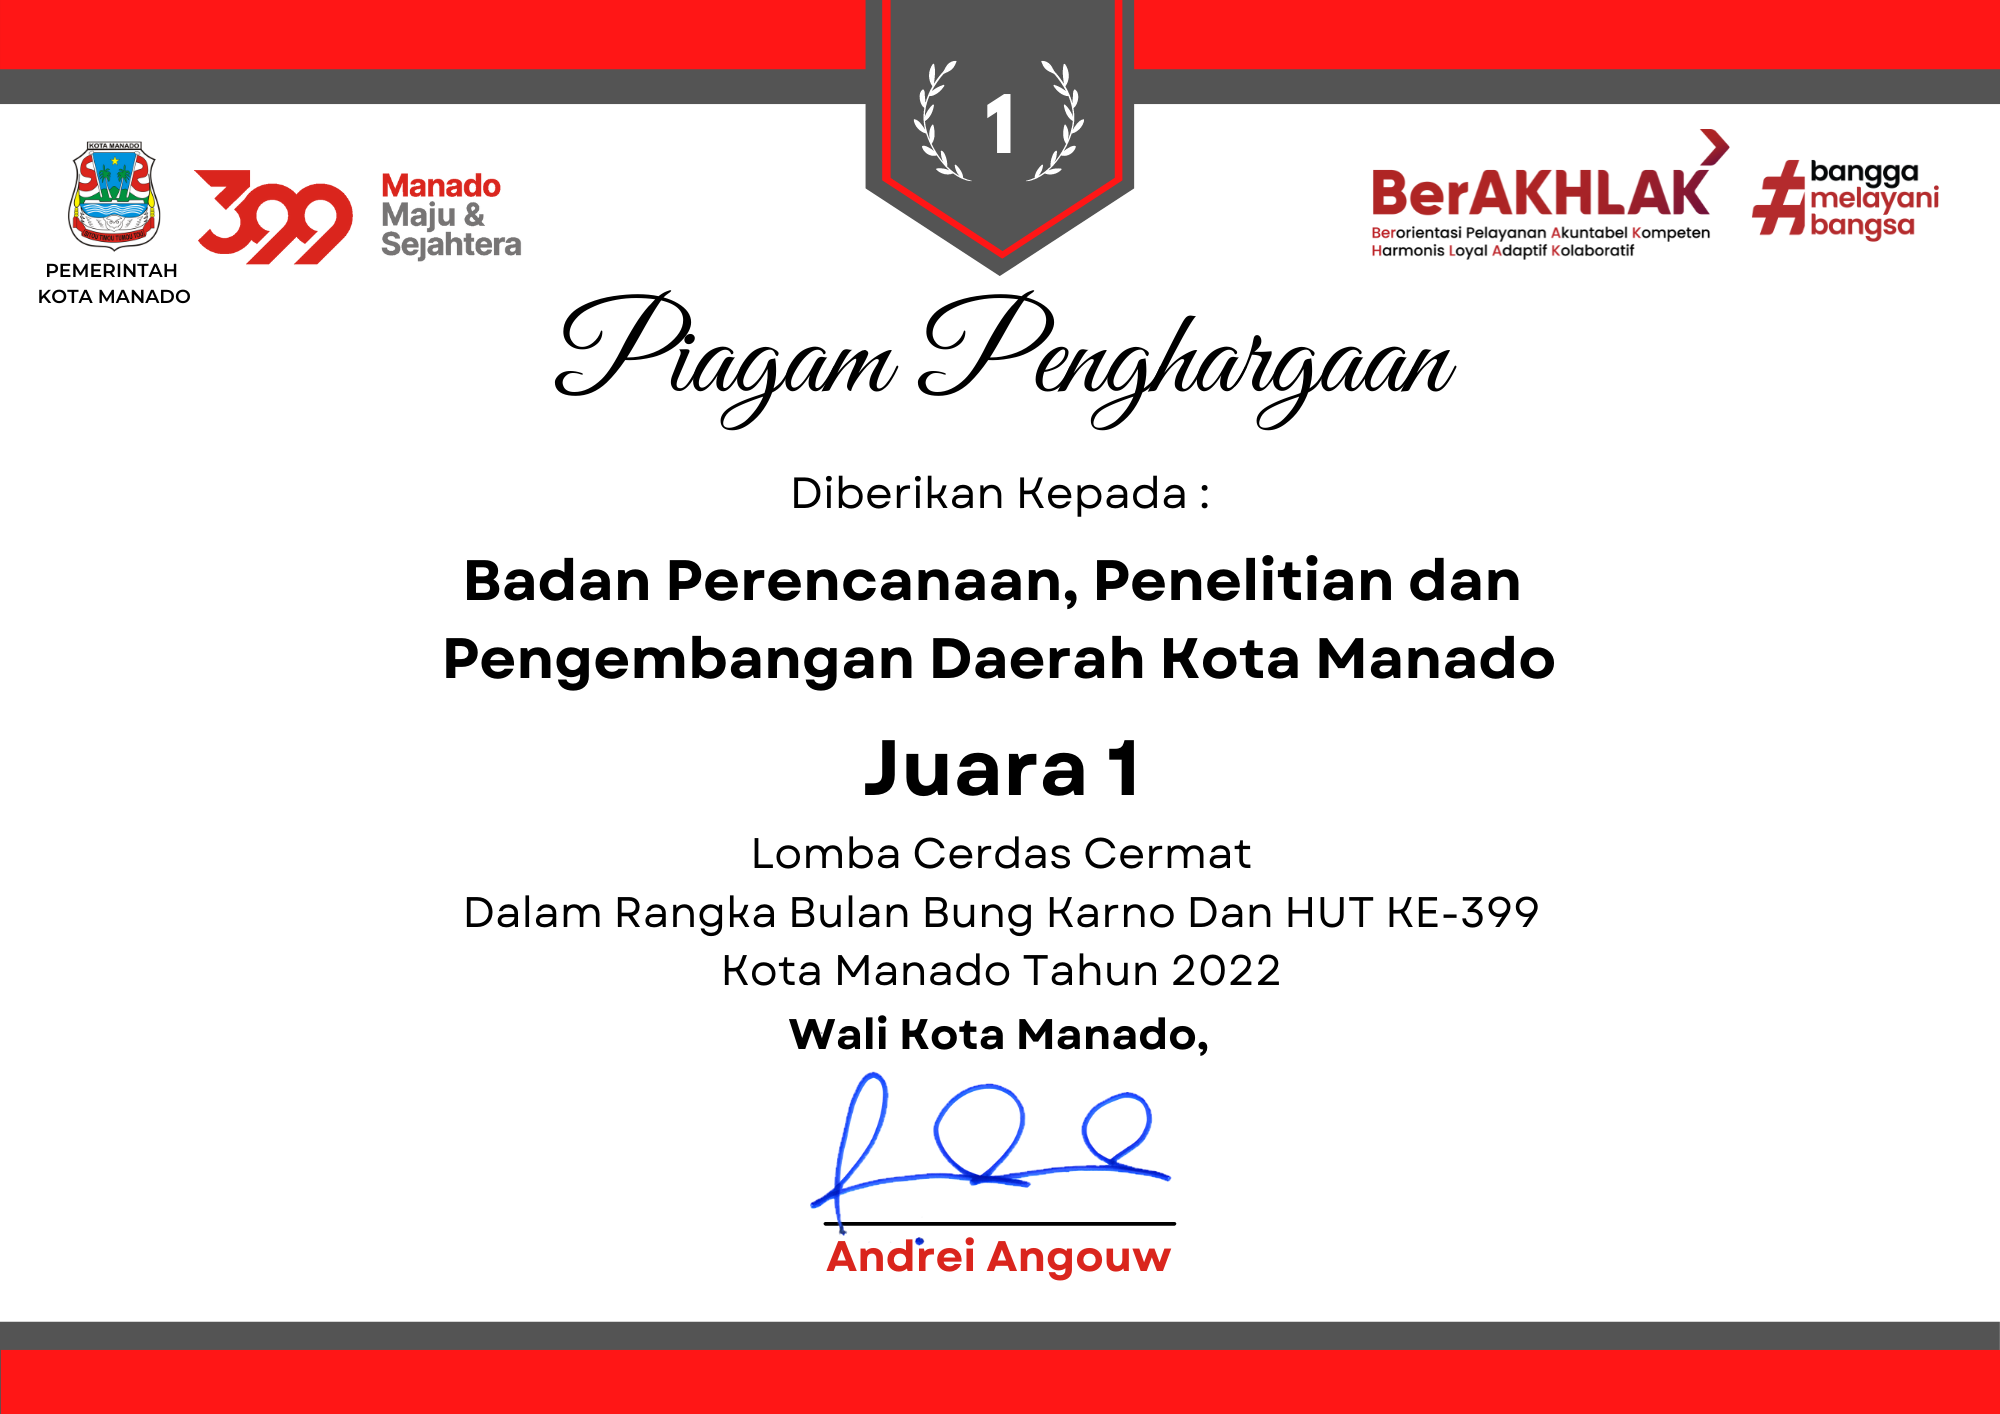 1
KOTA MANADO
PEMERINTAH
KOTA MANADO
399
Manado
Maju &
Sejahtera
BerAKHLAK
Berorientasi Pelayanan Akuntabel Kompeten
Harmonis Loyal Adaptif Kolaboratif
#bangga
melayani
bangsa
Piagam Penghargaan
Diberikan Kepada :
Badan Perencanaan, Penelitian dan
Pengembangan Daerah Kota Manado
Juara 1
Lomba Cerdas Cermat
Dalam Rangka Bulan Bung Karno Dan HUT KE-399
Kota Manado Tahun 2022
Wali Kota Manado,
Andrei Angouw